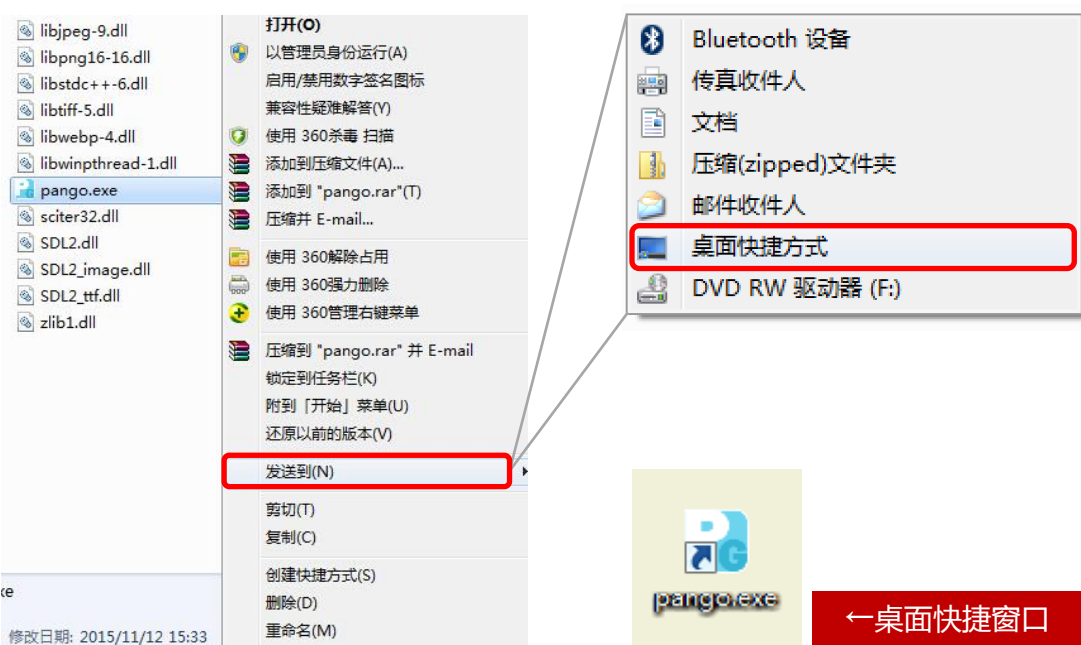 libjpeg-9.dll
libpng16-16.dll
libstdc++-6.dll
libtiff-5.dll
libwebp-4.dll
libwinpthread-1.dll
pango.exe
sciter32.dll
SDL2.dll
SDL2_image.dll
SDL2_ttf.dll
zlib1.dll
xe
修改日期: 2015/11/12 15:33
打开(O)
以管理员身份运行(A)
启用/禁用数字签名图标
兼容性疑难解答(Y)
使用 360杀毒 扫描
添加到压缩文件(A)...
添加到 "pango.rar"(T)
压缩并 E-mail...
使用 360解除占用
使用 360强力删除
使用 360管理右键菜单
压缩到 "pango.rar" 并 E-mail
锁定到任务栏(K)
附到「开始」菜单(U)
还原以前的版本(V)
发送到(N)
剪切(T)
复制(C)
创建快捷方式(S)
删除(D)
重命名(M)
Bluetooth 设备
传真收件人
文档
压缩(zipped)文件夹
邮件收件人
桌面快捷方式
DVD RW 驱动器 (F:)
PG
pango.exe
←桌面快捷窗口